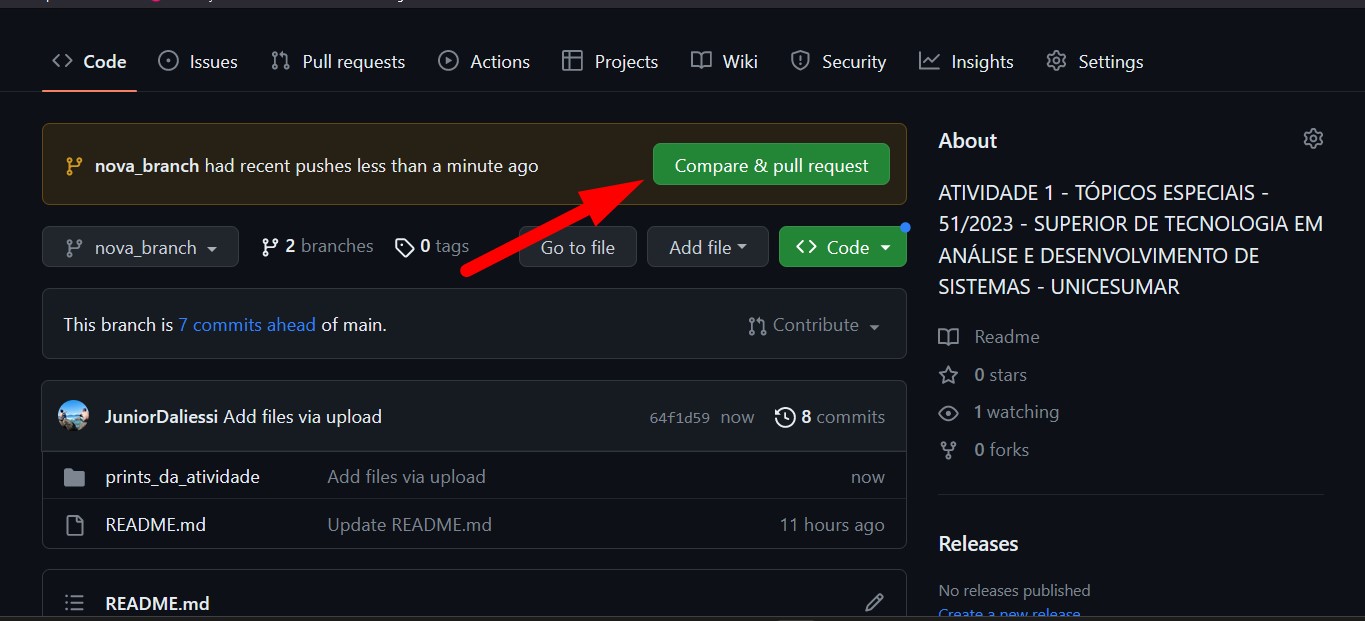 Code Issues Pull requests Actions Projects Wiki Security Insights Settings
nova_branch had recent pushes less than a minute ago Compare & pull request
nova_branch 2 branches 0 tags Go to file Add file Code
This branch is 7 commits ahead of main. Contribute
JuniorDaliessi Add files via upload 64f1d59 now 8 commits
prints_da_atividade Add files via upload now
README.md Update README.md 11 hours ago
README.md
About
ATIVIDADE 1 - TÓPICOS ESPECIAIS -
51/2023 - SUPERIOR DE TECNOLOGIA EM
ANÁLISE E DESENVOLVIMENTO DE
SISTEMAS - UNICESUMAR
Readme
0 stars
1 watching
0 forks
Releases
No releases published
Create a new release